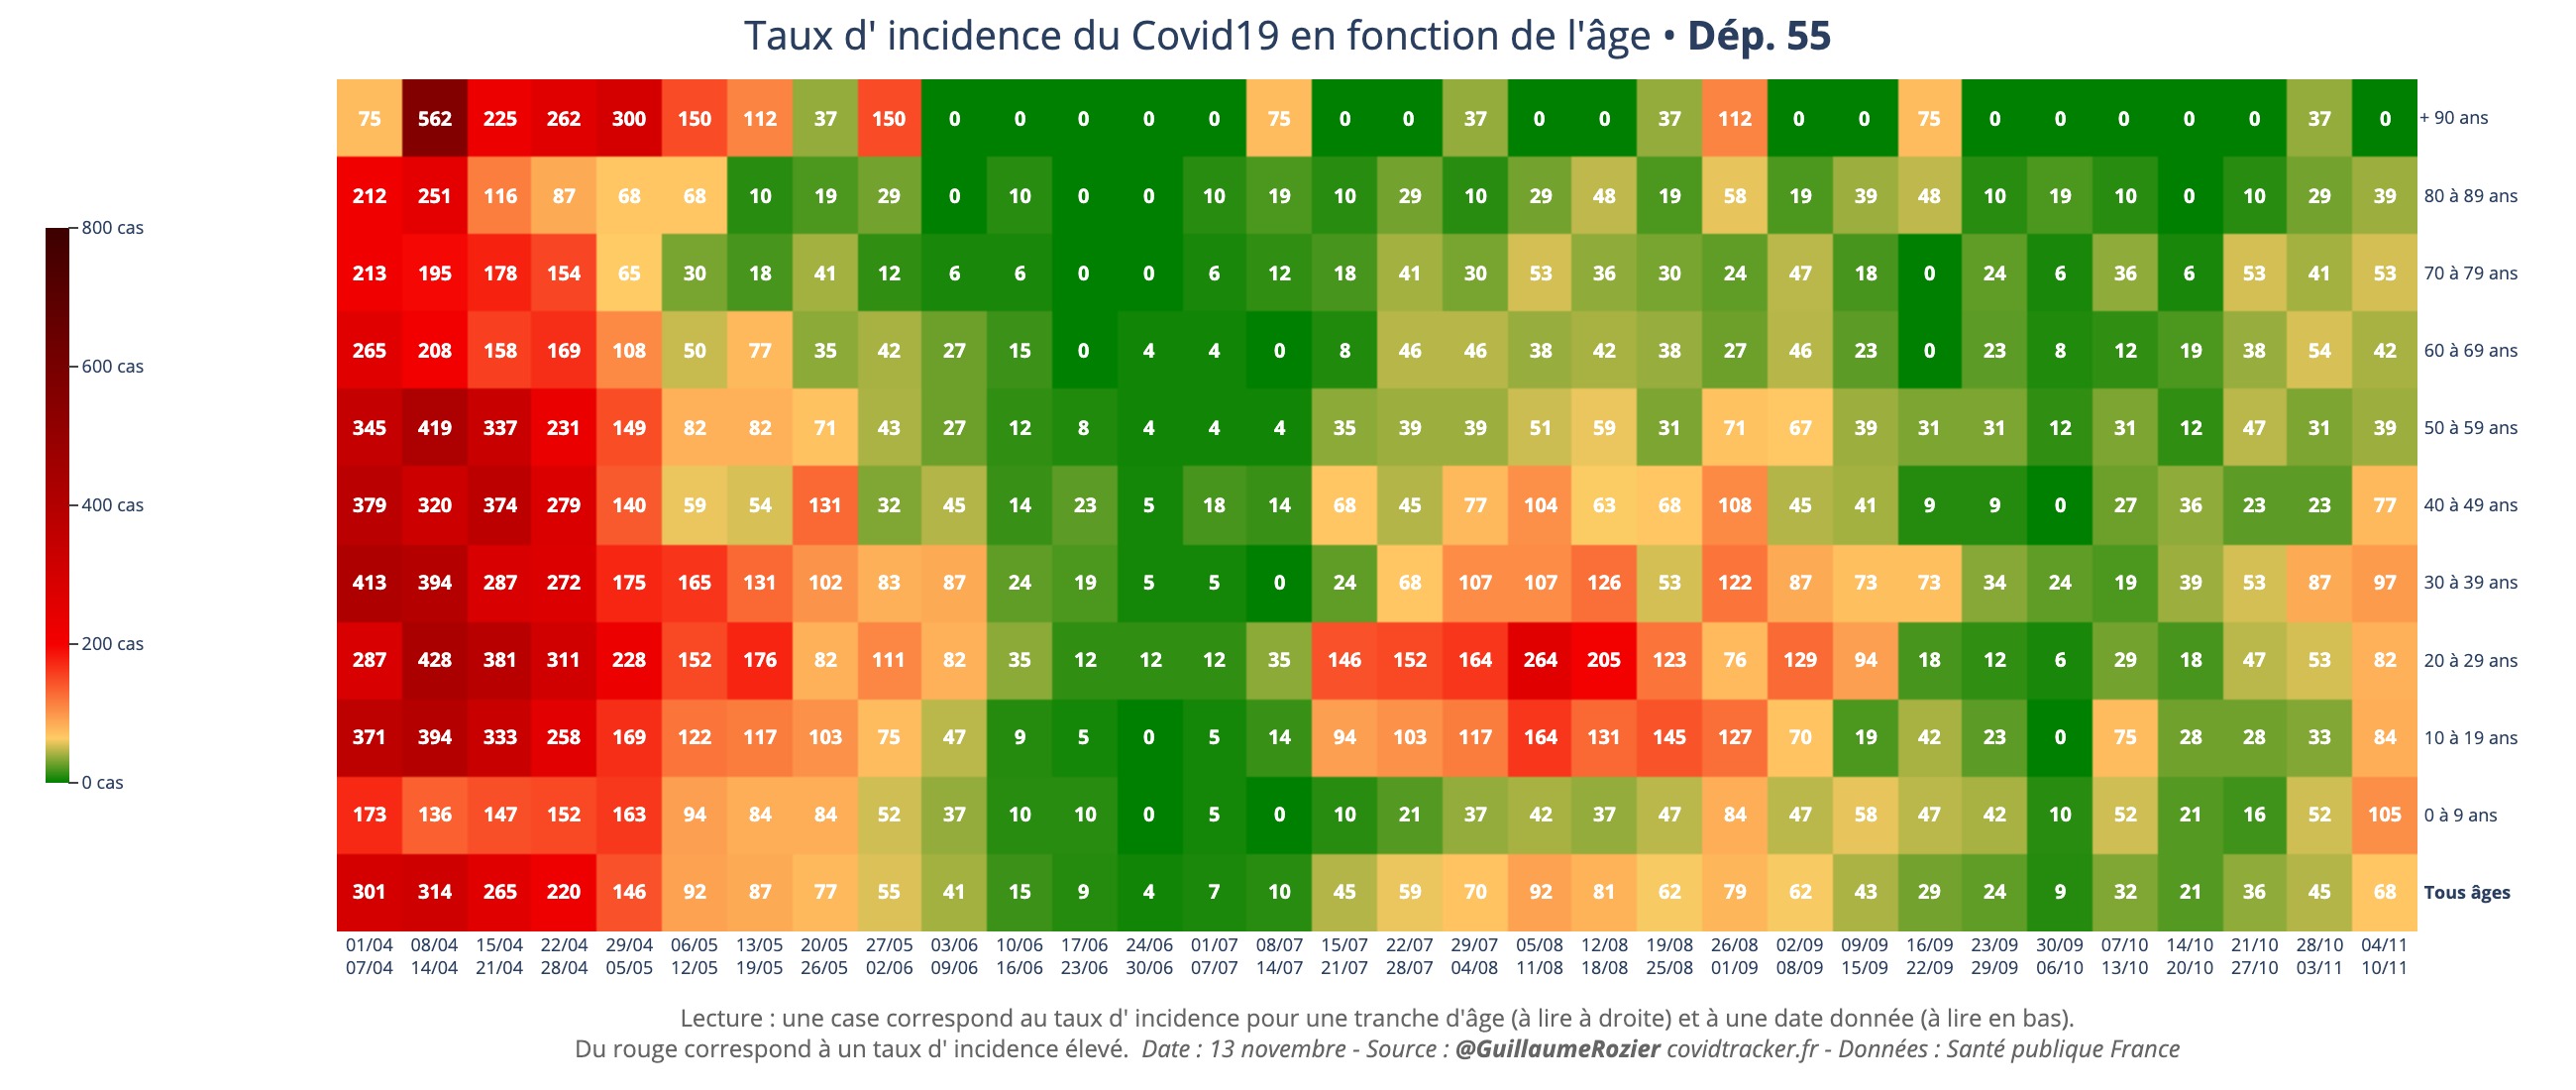 Taux d' incidence du Covid19 en fonction de l'âge • Dép. 55
800 cas
600 cas
400 cas
200 cas
0 cas
75 562 225 262 300 150 112 37 150 0 0 0 0 0 75 0 0 37 0 0 37 112 0 0 75 0 0 0 0 0 37 0 + 90 ans
212 251 116 87 68 68 10 19 29 0 10 0 0 10 19 10 29 10 29 48 19 58 19 39 48 10 19 10 0 10 29 39 80 à 89 ans
213 195 178 154 65 30 18 41 12 6 6 0 0 6 12 18 41 30 53 36 30 24 47 18 0 24 6 36 6 53 41 53 70 à 79 ans
265 208 158 169 108 50 77 35 42 27 15 0 4 4 0 8 46 46 38 42 38 27 46 23 0 23 8 12 19 38 54 42 60 à 69 ans
345 419 337 231 149 82 82 71 43 27 12 8 4 4 4 35 39 39 51 59 31 71 67 39 31 31 12 31 12 47 31 39 50 à 59 ans
379 320 374 279 140 59 54 131 32 45 14 23 5 18 14 68 45 77 104 63 68 108 45 41 9 9 0 27 36 23 23 77 40 à 49 ans
413 394 287 272 175 165 131 102 83 87 24 19 5 5 0 24 68 107 107 126 53 122 87 73 73 34 24 19 39 53 87 97 30 à 39 ans
287 428 381 311 228 152 176 82 111 82 35 12 12 12 35 146 152 164 264 205 123 76 129 94 18 12 6 29 18 47 53 82 20 à 29 ans
371 394 333 258 169 122 117 103 75 47 9 5 0 5 14 94 103 117 164 131 145 127 70 19 42 23 0 75 28 28 33 84 10 à 19 ans
173 136 147 152 163 94 84 84 52 37 10 10 0 5 0 10 21 37 42 37 47 84 47 58 47 42 10 52 21 16 52 105 0 à 9 ans
301 314 265 220 146 92 87 77 55 41 15 9 4 7 10 45 59 70 92 81 62 79 62 43 29 24 9 32 21 36 45 68 Tous âges
01/04 08/04 15/04 22/04 29/04 06/05 13/05 20/05 27/05 03/06 10/06 17/06 24/06 01/07 08/07 15/07 22/07 29/07 05/08 12/08 19/08 26/08 02/09 09/09 16/09 23/09 30/09 07/10 14/10 21/10 28/10 04/11
07/04 14/04 21/04 28/04 05/05 12/05 19/05 26/05 02/06 09/06 16/06 23/06 30/06 07/07 14/07 21/07 28/07 04/08 11/08 18/08 25/08 01/09 08/09 15/09 22/09 29/09 06/10 13/10 20/10 27/10 03/11 10/11
Lecture : une case correspond au taux d' incidence pour une tranche d'âge (à lire à droite) et à une date donnée (à lire en bas).
Du rouge correspond à un taux d' incidence élevé. Date : 13 novembre - Source : @GuillaumeRozier covidtracker.fr - Données : Santé publique France